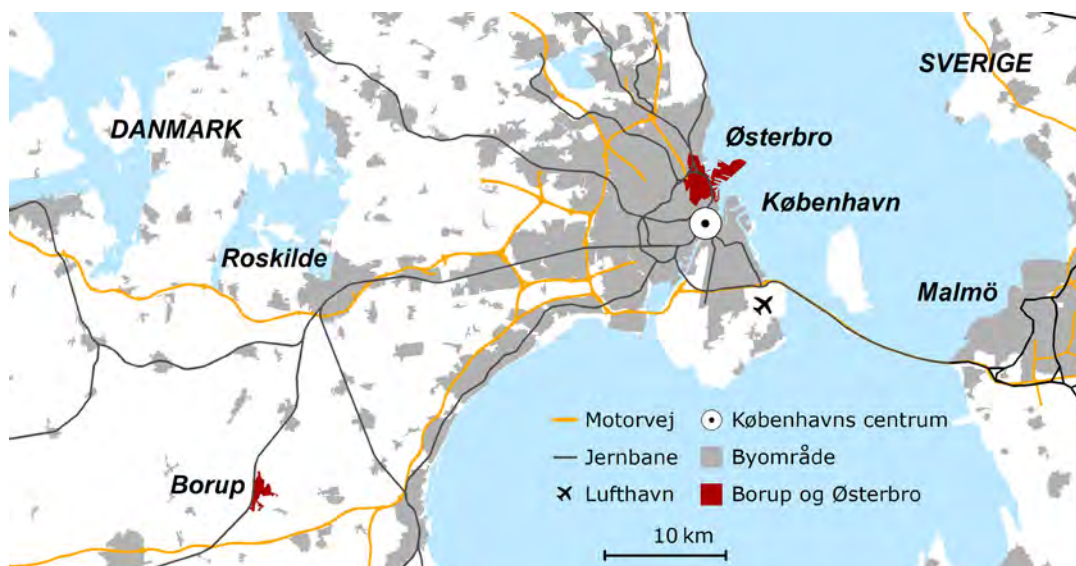 SVERIGE
DANMARK
Østerbro
København
Roskilde
Malmö
Borup
Motorvej
Københavns centrum
Jernbane
Byområde
Lufthavn
Borup og Østerbro
10 km